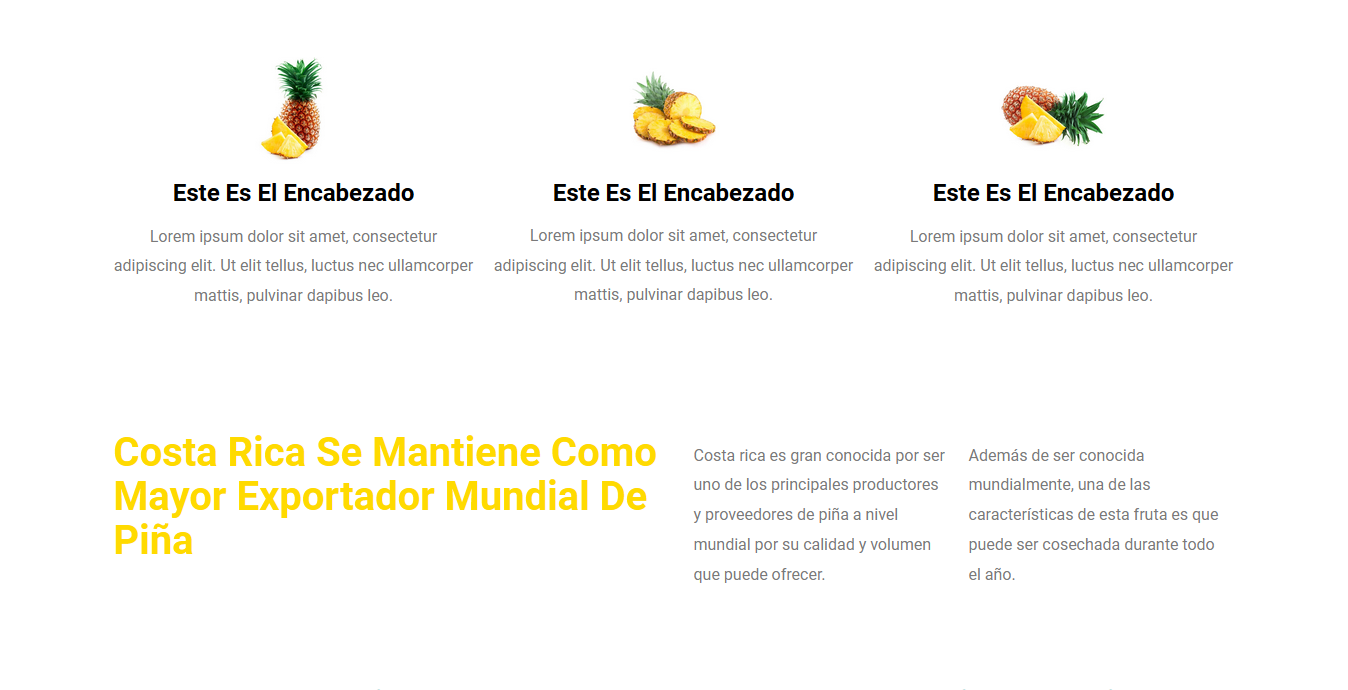 Este Es El Encabezado
Lorem ipsum dolor sit amet, consectetur
adipiscing elit. Ut elit tellus, luctus nec ullamcorper
mattis, pulvinar dapibus leo.
Este Es El Encabezado
Lorem ipsum dolor sit amet, consectetur
adipiscing elit. Ut elit tellus, luctus nec ullamcorper
mattis, pulvinar dapibus leo.
Este Es El Encabezado
Lorem ipsum dolor sit amet, consectetur
adipiscing elit. Ut elit tellus, luctus nec ullamcorper
mattis, pulvinar dapibus leo.
Costa Rica Se Mantiene Como
Mayor Exportador Mundial De
Piña
Costa rica es gran conocida por ser
uno de los principales productores
y proveedores de piña a nivel
mundial por su calidad y volumen
que puede ofrecer.
Además de ser conocida
mundialmente, una de las
características de esta fruta es que
puede ser cosechada durante todo
el año.